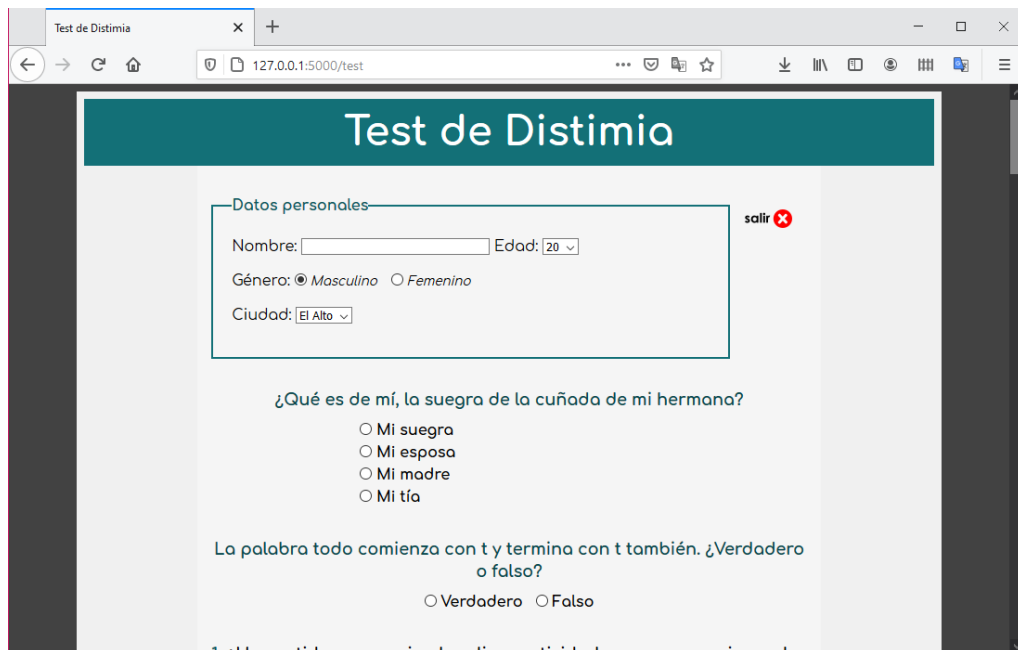 Test de Distimia
127.0.0.1:5000/test
Test de Distimia
Datos personales
salir
Nombre: Edad: 20
Género: Masculino Femenino
Ciudad: El Alto
¿Qué es de mí, la suegra de la cuñada de mi hermana?
Mi suegra
Mi esposa
Mi madre
Mi tía
La palabra todo comienza con t y termina con t también. ¿Verdadero
o falso?
Verdadero Falso